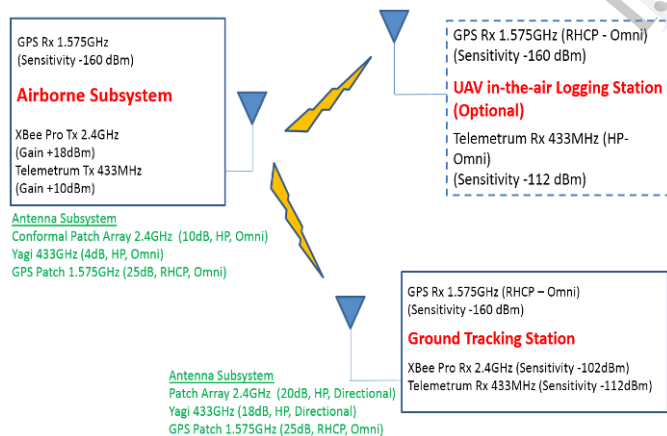 GPS Rx 1.575GHz
(Sensitivity -160 dBm)
Airborne Subsystem
XBee Pro Tx 2.4GHz
(Gain +18dBm)
Telemetrum Tx 433MHz
(Gain +10dBm)
Antenna Subsystem
Conformal Patch Array 2.4GHz (10dB, HP, Omni)
Yagi 433GHz (4dB, HP, Omni)
GPS Patch 1.575GHz (25dB, RHCP, Omni)
GPS Rx 1.575GHz (RHCP - Omni)
(Sensitivity -160 dBm)
UAV in-the-air Logging Station
(Optional)
Telemetrum Rx 433MHz (HP-
Omni)
(Sensitivity -112 dBm)
GPS Rx 1.575GHz (RHCP – Omni)
(Sensitivity -160 dBm)
Ground Tracking Station
XBee Pro Rx 2.4GHz (Sensitivity -102dBm)
Telemetrum Rx 433MHz (Sensitivity -112dBm)
Antenna Subsystem
Patch Array 2.4GHz (20dB, HP, Directional)
Yagi 433GHz (18dB, HP, Directional)
GPS Patch 1.575GHz (25dB, RHCP, Omni)